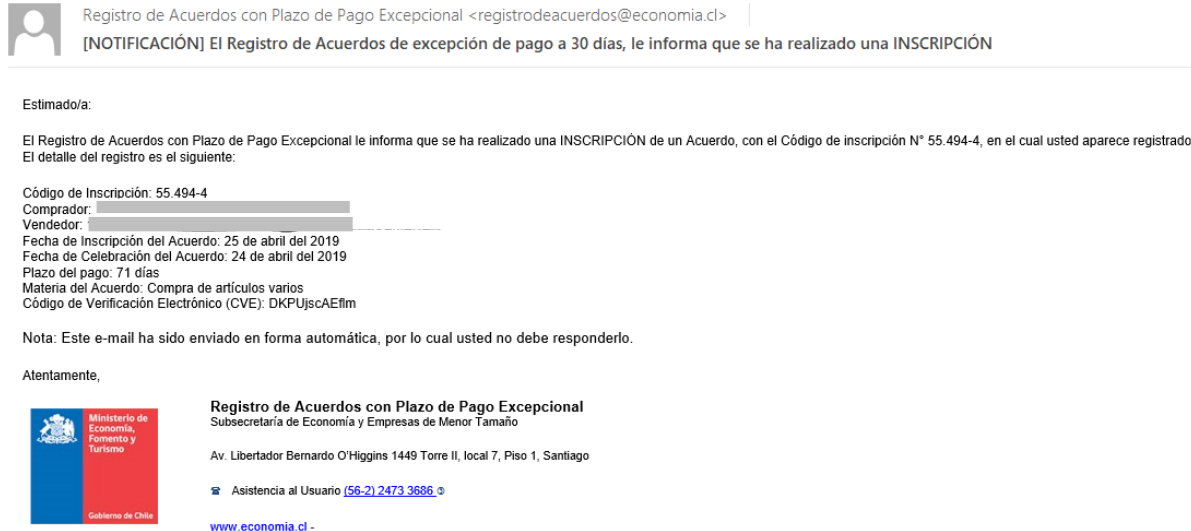 Registro de Acuerdos con Plazo de Pago Excepcional <registrodeacuerdos@economia.cl>
[NOTIFICACIÓN] El Registro de Acuerdos de excepción de pago a 30 días, le informa que se ha realizado una INSCRIPCIÓN
Estimado/a:
El Registro de Acuerdos con Plazo de Pago Excepcional le informa que se ha realizado una INSCRIPCIÓN de un Acuerdo, con el Código de inscripción N° 55.494-4, en el cual usted aparece registrado
El detalle del registro es el siguiente:
Código de Inscripción: 55.494-4
Comprador:
Vendedor:
Fecha de Inscripción del Acuerdo: 25 de abril del 2019
Fecha de Celebración del Acuerdo: 24 de abril del 2019
Plazo del pago: 71 días
Materia del Acuerdo: Compra de artículos varios
Código de Verificación Electrónico (CVE): DKPUjscAEflm
Nota: Este e-mail ha sido enviado en forma automática, por lo cual usted no debe responderlo.
Atentamente,
Ministerio de
Economía,
Fomento y
Turismo
Gobierno de Chile
Registro de Acuerdos con Plazo de Pago Excepcional
Subsecretaría de Economía y Empresas de Menor Tamaño
Av. Libertador Bernardo O'Higgins 1449 Torre II, local 7, Piso 1, Santiago
Asistencia al Usuario (56-2) 2473 3686
www.economia.cl -